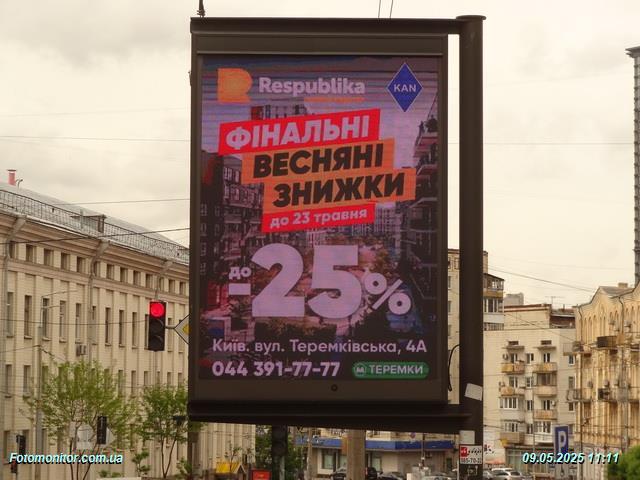 Respublika
KAN
ФІНАЛЬНІ
ВЕСНЯНІ
ЗНИЖКИ
до 23 травня
до
-25%
Київ. вул. Теремківська, 4А
044 391-77-77 М ТЕРЕМКИ
P
Fotomonitor.com.ua
09.05.2025 11:11